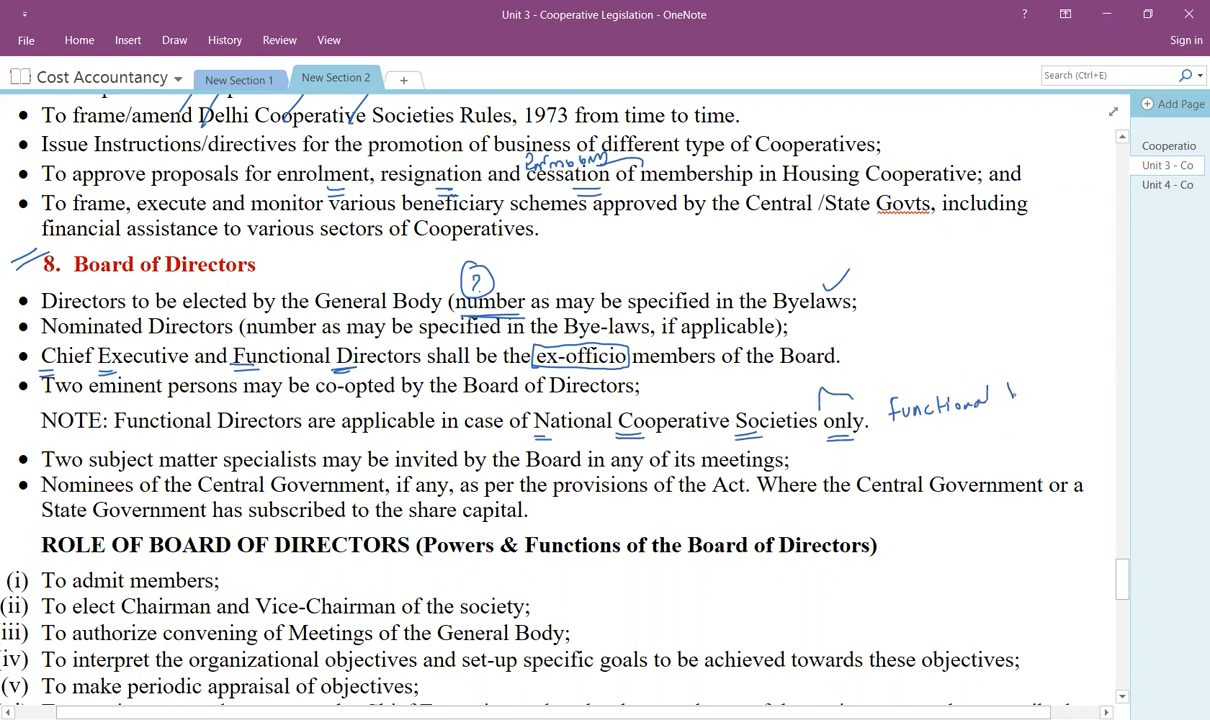 Unit 3 - Cooperative Legislation - OneNote
?
File Home Insert Draw History Review View Sign in
Cost Accountancy New Section 1 New Section 2 + Search (Ctrl+E)
Add Page
Cooperatio
Unit 3 - Co
Unit 4 - Co
• To frame/amend Delhi Cooperative Societies Rules, 1973 from time to time.
• Issue Instructions/directives for the promotion of business of different type of Cooperatives;
• To approve proposals for enrolment, resignation and cessation of membership in Housing Cooperative; and
• To frame, execute and monitor various beneficiary schemes approved by the Central /State Govts, including
financial assistance to various sectors of Cooperatives.
8. Board of Directors
?
• Directors to be elected by the General Body (number as may be specified in the Byelaws;
• Nominated Directors (number as may be specified in the Bye-laws, if applicable);
• Chief Executive and Functional Directors shall be the ex-officio members of the Board.
• Two eminent persons may be co-opted by the Board of Directors;
NOTE: Functional Directors are applicable in case of National Cooperative Societies only. functional
• Two subject matter specialists may be invited by the Board in any of its meetings;
• Nominees of the Central Government, if any, as per the provisions of the Act. Where the Central Government or a
State Government has subscribed to the share capital.
ROLE OF BOARD OF DIRECTORS (Powers & Functions of the Board of Directors)
(i) To admit members;
(ii) To elect Chairman and Vice-Chairman of the society;
iii) To authorize convening of Meetings of the General Body;
iv) To interpret the organizational objectives and set-up specific goals to be achieved towards these objectives;
(v) To make periodic appraisal of objectives;